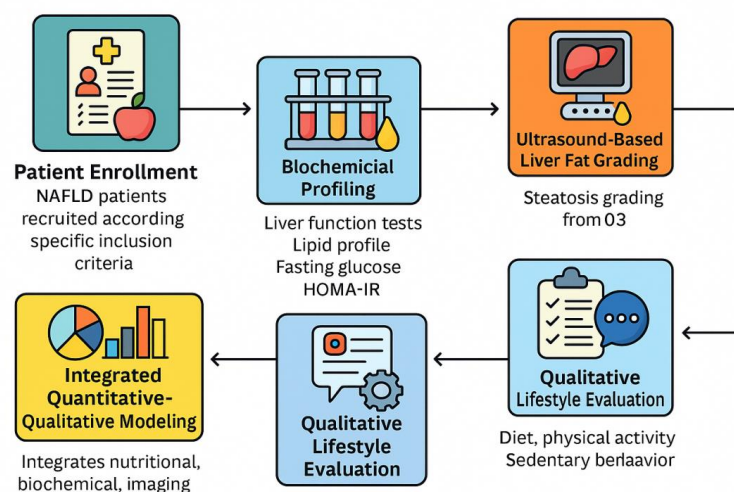 Patient Enrollment
NAFLD patients
recruited according
specific inclusion
criteria
Biochemicial
Profiling
Liver function tests
Lipid profile
Fasting glucose
HOMA-IR
Ultrasound-Based
Liver Fat Grading
Steatosis grading
from 03
Qualitative
Lifestyle Evaluation
Diet, physical activity
Sedentary berlaavior
Qualitative
Lifestyle
Evaluation
Integrated
Quantitative-
Qualitative Modeling
Integrates nutritional,
biochemical, imaging